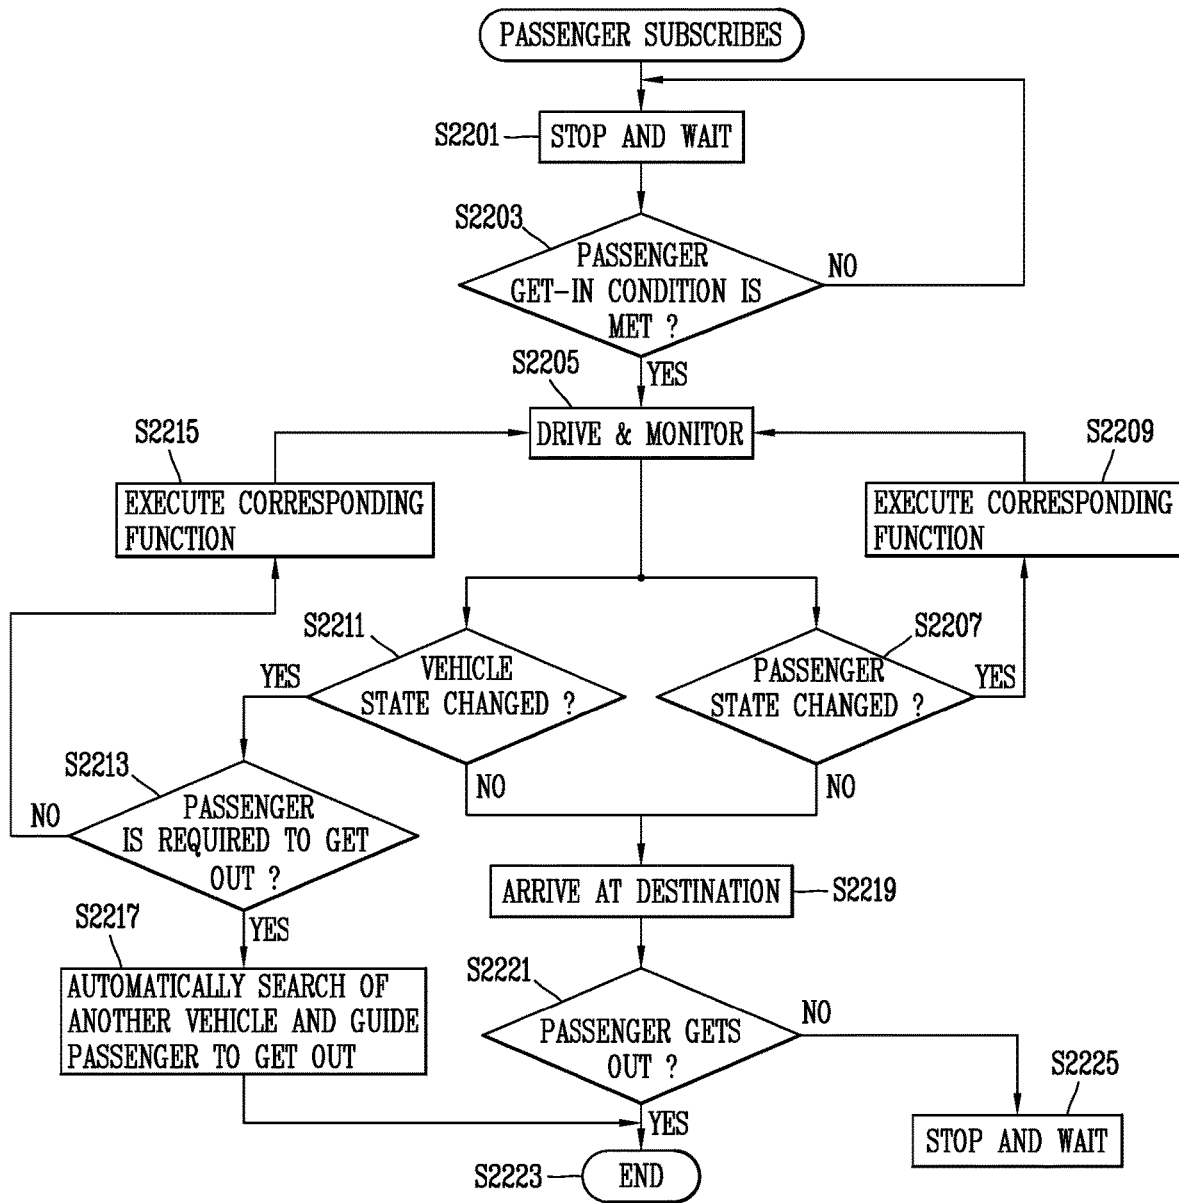 PASSENGER SUBSCRIBES
S2201
STOP AND WAIT
S2203
PASSENGER
GET-IN CONDITION IS
MET ?
NO
YES
S2205
DRIVE & MONITOR
S2215
EXECUTE CORRESPONDING
FUNCTION
S2209
EXECUTE CORRESPONDING
FUNCTION
S2211
VEHICLE
STATE CHANGED ?
YES
NO
S2207
PASSENGER
STATE CHANGED ?
YES
NO
S2213
PASSENGER
IS REQUIRED TO GET
OUT ?
NO
YES
S2217
AUTOMATICALLY SEARCH OF
ANOTHER VEHICLE AND GUIDE
PASSENGER TO GET OUT
ARRIVE AT DESTINATION
S2219
S2221
PASSENGER GETS
OUT ?
NO
YES
S2225
STOP AND WAIT
S2223
END